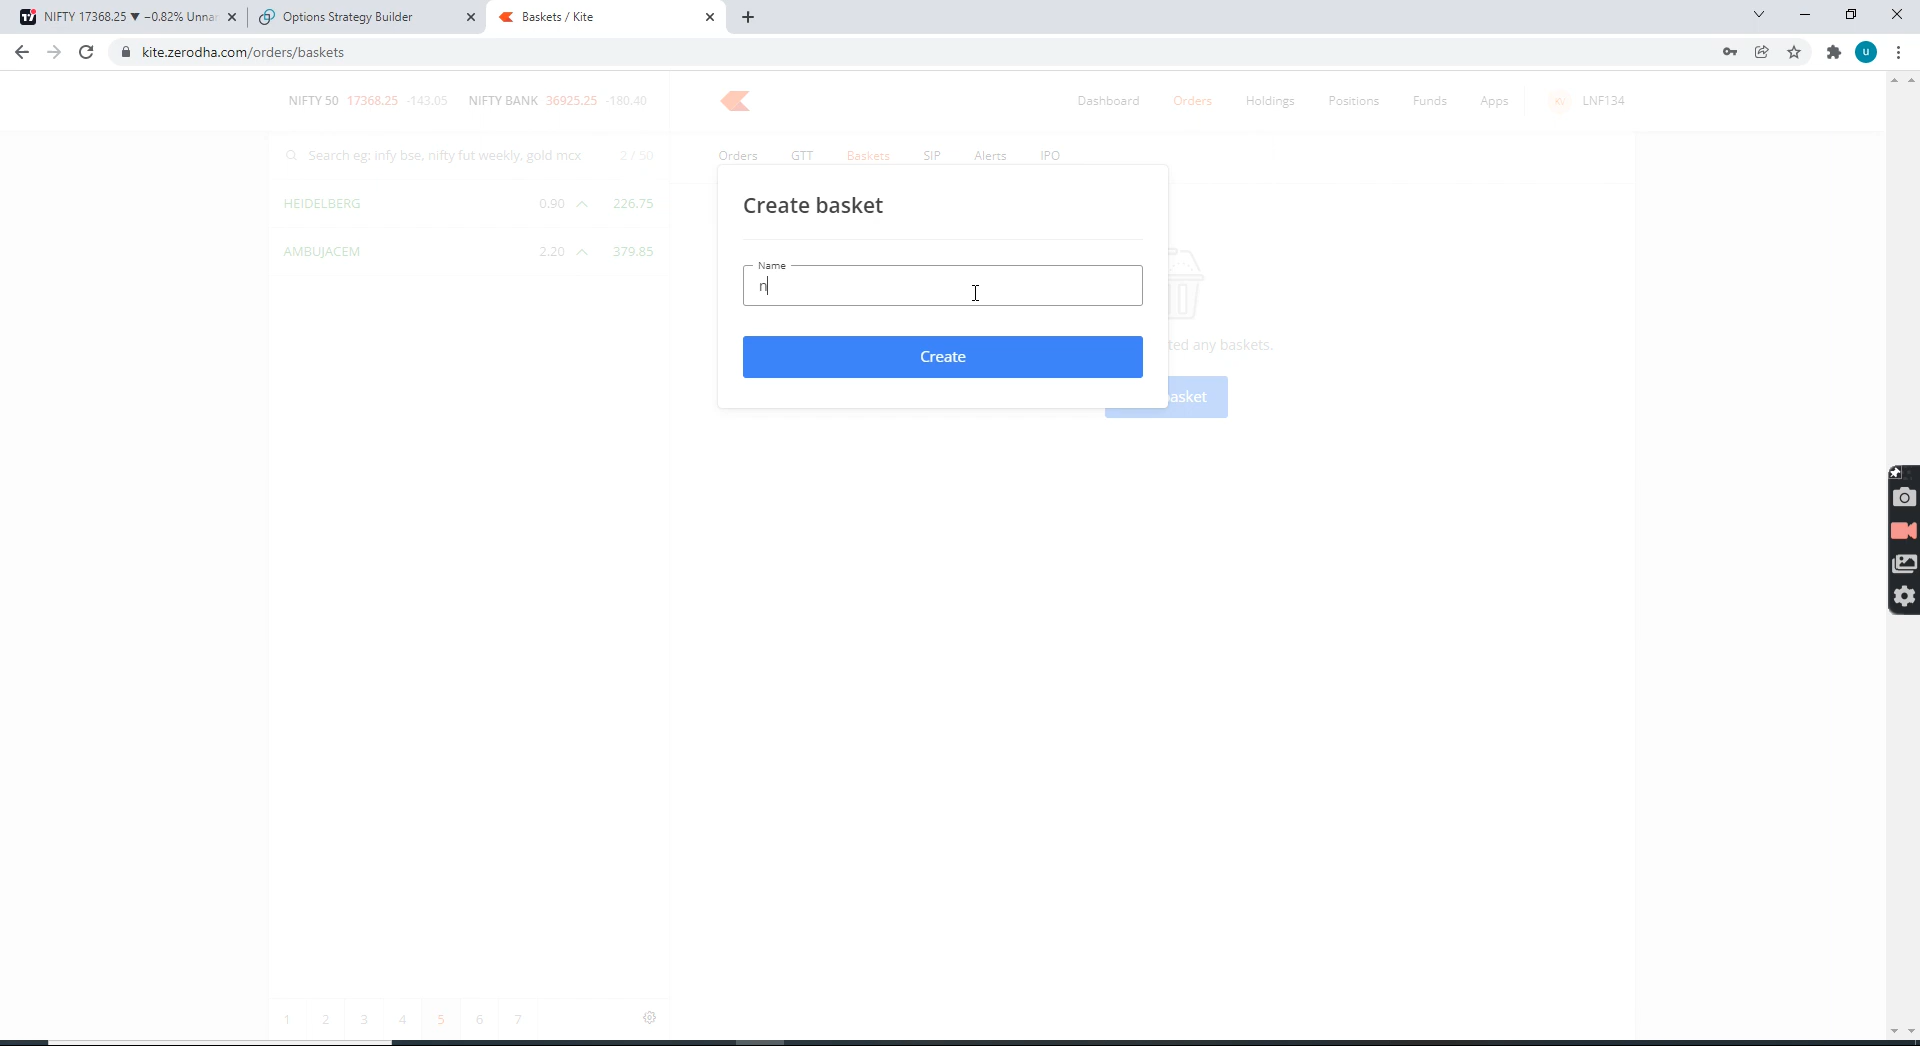 NIFTY 17368.25 ▼ −0.82% Unnar
Options Strategy Builder
Baskets / Kite
kite.zerodha.com/orders/baskets
u
NIFTY 50 17368.25 -143.05 NIFTY BANK 36925.25 -180.40
Dashboard Orders Holdings Positions Funds Apps LNF134
Search eg: infy bse, nifty fut weekly, gold mcx 2 / 50
Orders GTT Baskets SIP Alerts IPO
HEIDELBERG 0.90 226.75
AMBUJACEM 2.20 379.85
Create basket
Name
n
Create
ted any baskets.
basket
1 2 3 4 5 6 7